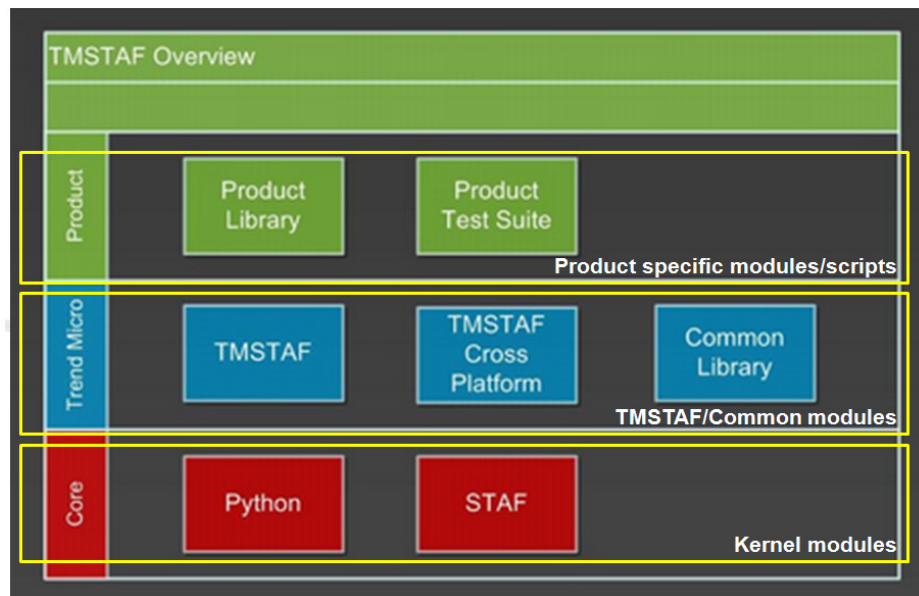 TMSTAF Overview
Product
Product
Library
Product
Test Suite
Product specific modules/scripts
Trend Micro
TMSTAF
TMSTAF
Cross
Platform
Common
Library
TMSTAF/Common modules
Core
Python
STAF
Kernel modules